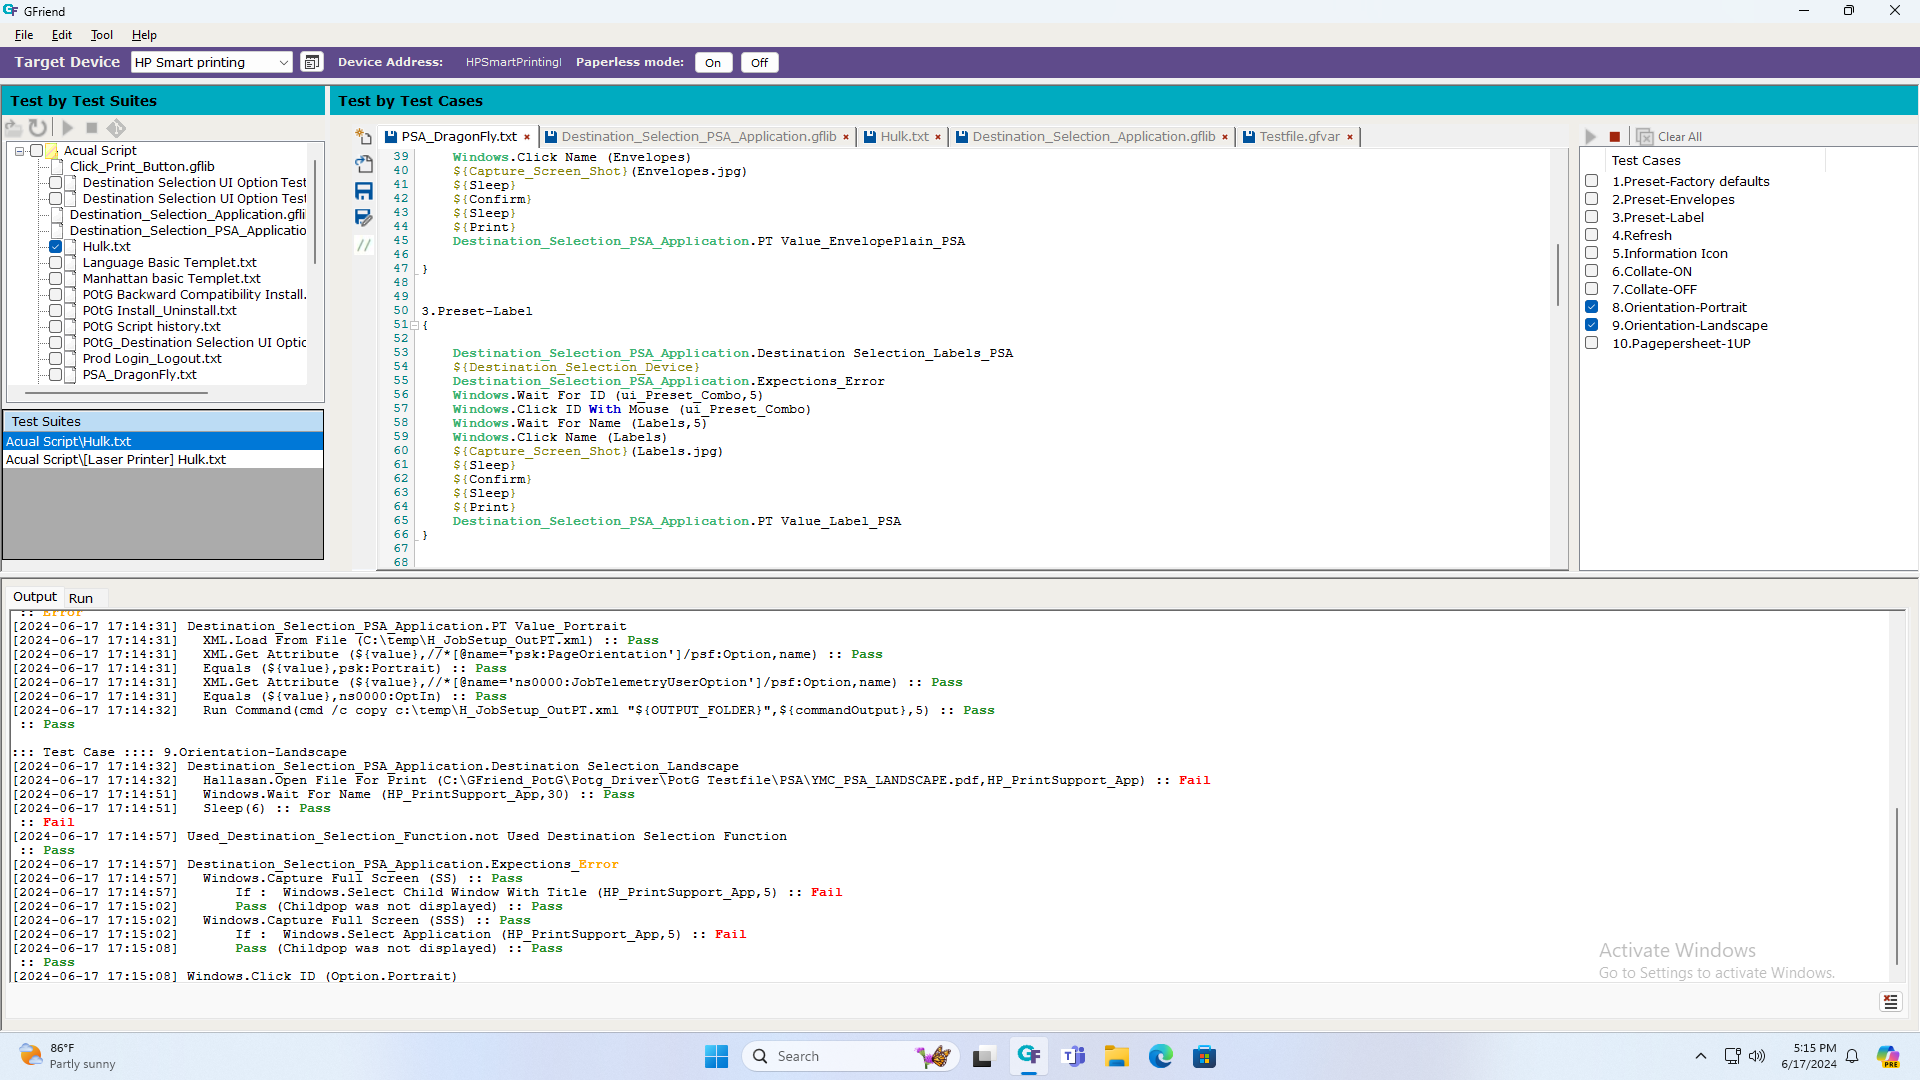 GFriend
File Edit Tool Help
Target Device HP Smart printing Device Address: HPSmartPrintingI Paperless mode: On Off
Test by Test Suites
Acual Script
Click_Print_Button.gflib
Destination Selection UI Option Test
Destination Selection UI Option Test
Destination_Selection_Application.gfli
Destination_Selection_PSA_Applicatio
Hulk.txt
Language Basic Templet.txt
Manhattan basic Templet.txt
POtG Backward Compatibility Install.
POtG Install_Uninstall.txt
POtG Script history.txt
POtG_Destination Selection UI Optic
Prod Login_Logout.txt
PSA_DragonFly.txt
Test Suites
Acual Script\Hulk.txt
Acual Script\[Laser Printer] Hulk.txt
Test by Test Cases
PSA_DragonFly.txt × Destination_Selection_PSA_Application.gflib × Hulk.txt × Destination_Selection_Application.gflib × Testfile.gfvar ×
39 Windows.Click Name (Envelopes)
40 ${Capture_Screen_Shot}(Envelopes.jpg)
41 ${Sleep}
42 ${Confirm}
43 ${Sleep}
44 ${Print}
45 Destination_Selection_PSA_Application.PT Value_EnvelopePlain_PSA
46
47 }
48
49
50 3.Preset-Label
51 {
52
53 Destination_Selection_PSA_Application.Destination Selection_Labels_PSA
54 ${Destination_Selection_Device}
55 Destination_Selection_PSA_Application.Expections_Error
56 Windows.Wait For ID (ui_Preset_Combo,5)
57 Windows.Click ID With Mouse (ui_Preset_Combo)
58 Windows.Wait For Name (Labels,5)
59 Windows.Click Name (Labels)
60 ${Capture_Screen_Shot}(Labels.jpg)
61 ${Sleep}
62 ${Confirm}
63 ${Sleep}
64 ${Print}
65 Destination_Selection_PSA_Application.PT Value_Label_PSA
66 }
67
68
Clear All
Test Cases
1.Preset-Factory defaults
2.Preset-Envelopes
3.Preset-Label
4.Refresh
5.Information Icon
6.Collate-ON
7.Collate-OFF
8.Orientation-Portrait
9.Orientation-Landscape
10.Pagepersheet-1UP
Output Run
:: Error
[2024-06-17 17:14:31] Destination_Selection_PSA_Application.PT Value_Portrait
[2024-06-17 17:14:31] XML.Load From File (C:\temp\H_JobSetup_OutPT.xml) :: Pass
[2024-06-17 17:14:31] XML.Get Attribute (${value},//*[@name='psk:PageOrientation']/psf:Option,name) :: Pass
[2024-06-17 17:14:31] Equals (${value},psk:Portrait) :: Pass
[2024-06-17 17:14:31] XML.Get Attribute (${value},//*[@name='ns0000:JobTelemetryUserOption']/psf:Option,name) :: Pass
[2024-06-17 17:14:31] Equals (${value},ns0000:OptIn) :: Pass
[2024-06-17 17:14:32] Run Command(cmd /c copy c:\temp\H_JobSetup_OutPT.xml "${OUTPUT_FOLDER}",${commandOutput},5) :: Pass
:: Pass
::: Test Case :::: 9.Orientation-Landscape
[2024-06-17 17:14:32] Destination_Selection_PSA_Application.Destination Selection_Landscape
[2024-06-17 17:14:32] Hallasan.Open File For Print (C:\GFriend_PotG\Potg_Driver\PotG Testfile\PSA\YMC_PSA_LANDSCAPE.pdf,HP_PrintSupport_App) :: Fail
[2024-06-17 17:14:51] Windows.Wait For Name (HP_PrintSupport_App,30) :: Pass
[2024-06-17 17:14:51] Sleep(6) :: Pass
:: Fail
[2024-06-17 17:14:57] Used_Destination_Selection_Function.not Used Destination Selection Function
:: Pass
[2024-06-17 17:14:57] Destination_Selection_PSA_Application.Expections_Error
[2024-06-17 17:14:57] Windows.Capture Full Screen (SS) :: Pass
[2024-06-17 17:14:57] If : Windows.Select Child Window With Title (HP_PrintSupport_App,5) :: Fail
[2024-06-17 17:15:02] Pass (Childpop was not displayed) :: Pass
[2024-06-17 17:15:02] Windows.Capture Full Screen (SSS) :: Pass
[2024-06-17 17:15:02] If : Windows.Select Application (HP_PrintSupport_App,5) :: Fail
[2024-06-17 17:15:08] Pass (Childpop was not displayed) :: Pass
:: Pass
[2024-06-17 17:15:08] Windows.Click ID (Option.Portrait)
Activate Windows
Go to Settings to activate Windows.
86°F
Partly sunny
Search
5:15 PM
6/17/2024
PRE